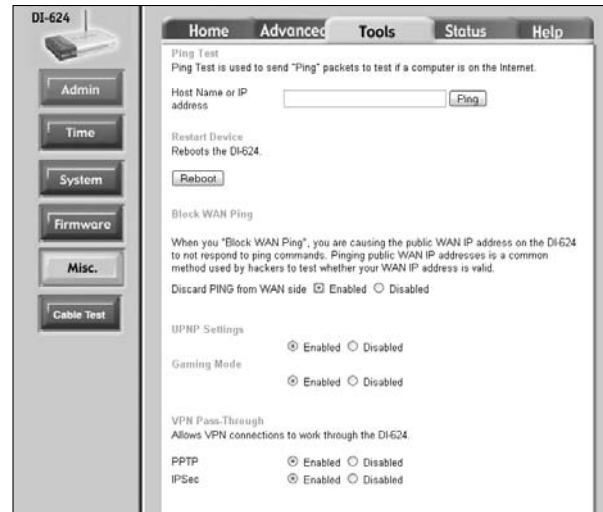 DI-624
Home Advanced Tools Status Help
Admin
Time
System
Firmware
Misc.
Cable Test
Ping Test
Ping Test is used to send "Ping" packets to test if a computer is on the Internet.
Host Name or IP
address
Ping
Restart Device
Reboots the DI-624.
Reboot
Block WAN Ping
When you "Block WAN Ping", you are causing the public WAN IP address on the DI-624
to not respond to ping commands. Pinging public WAN IP addresses is a common
method used by hackers to test whether your WAN IP address is valid.
Discard PING from WAN side Enabled Disabled
UPNP Settings
Enabled Disabled
Gaming Mode
Enabled Disabled
VPN Pass-Through
Allows VPN connections to work through the DI-624.
PPTP Enabled Disabled
IPSec Enabled Disabled